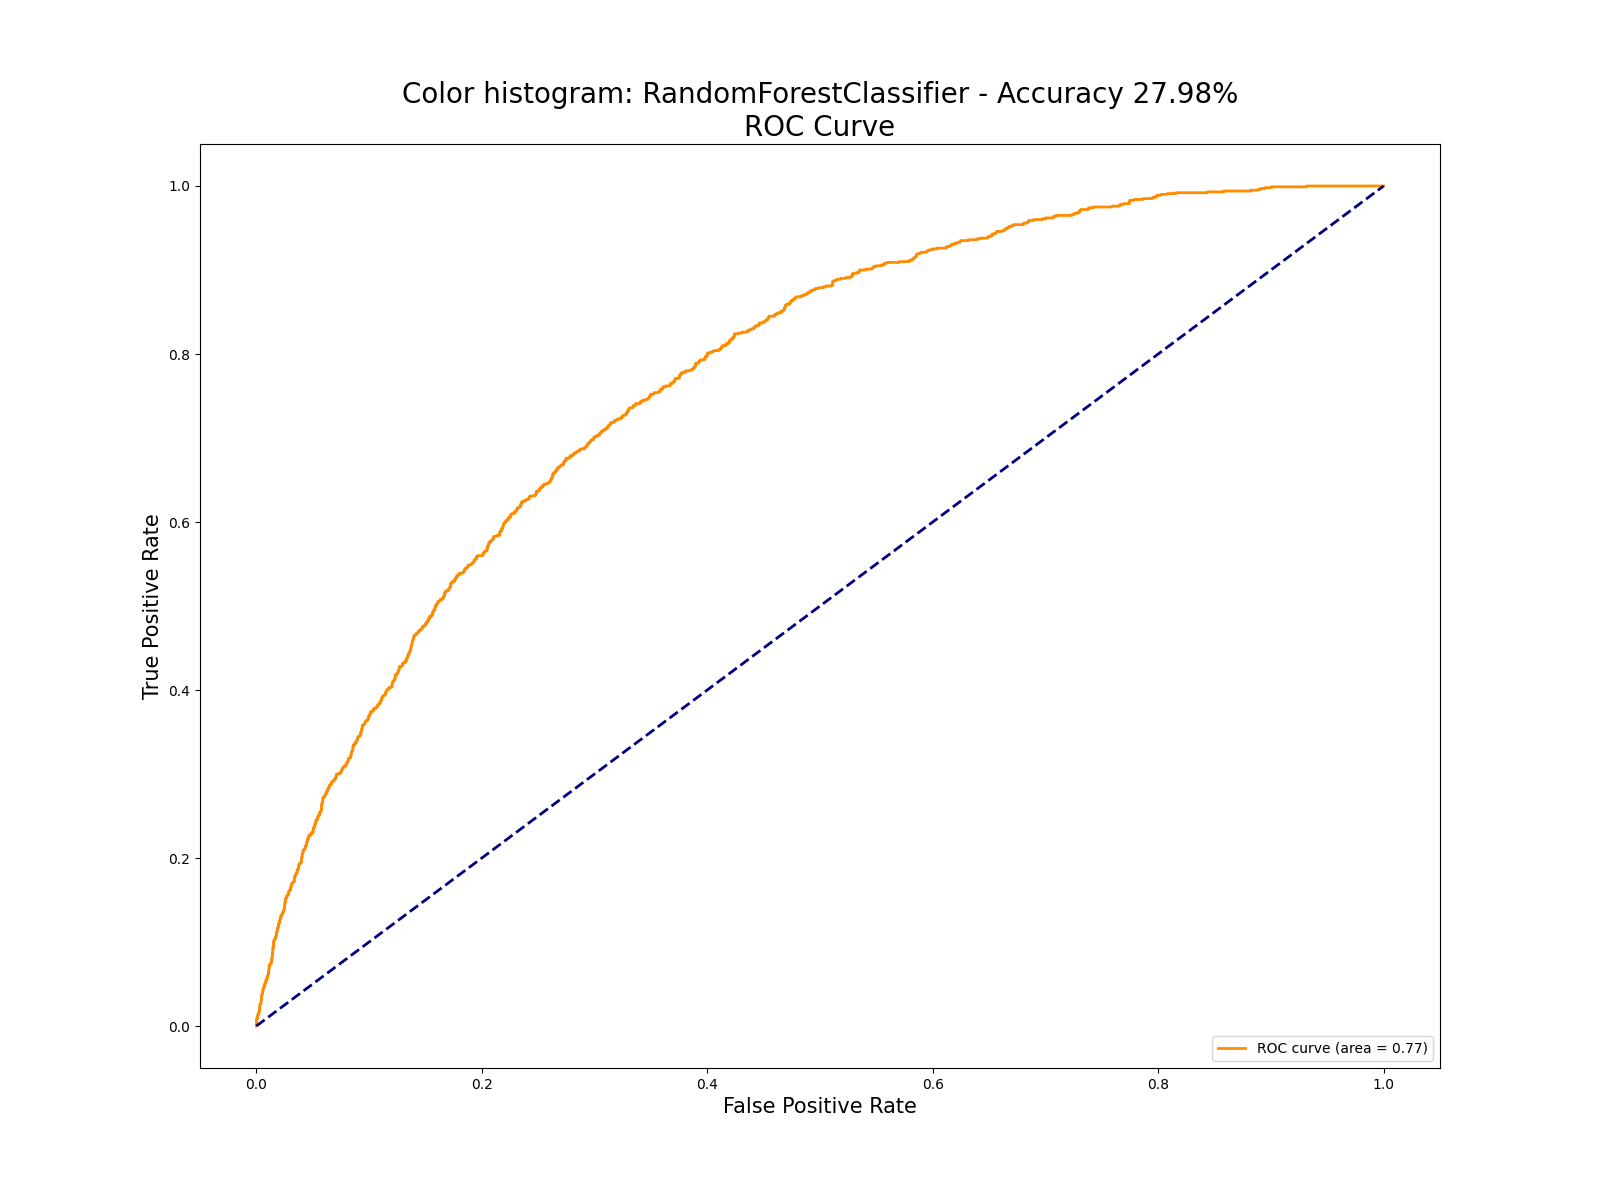 Color histogram: RandomForestClassifier - Accuracy 27.98%
ROC Curve
True Positive Rate
1.0
0.8
0.6
0.4
0.2
0.0
0.0 0.2 0.4 0.6 0.8 1.0
False Positive Rate
ROC curve (area = 0.77)